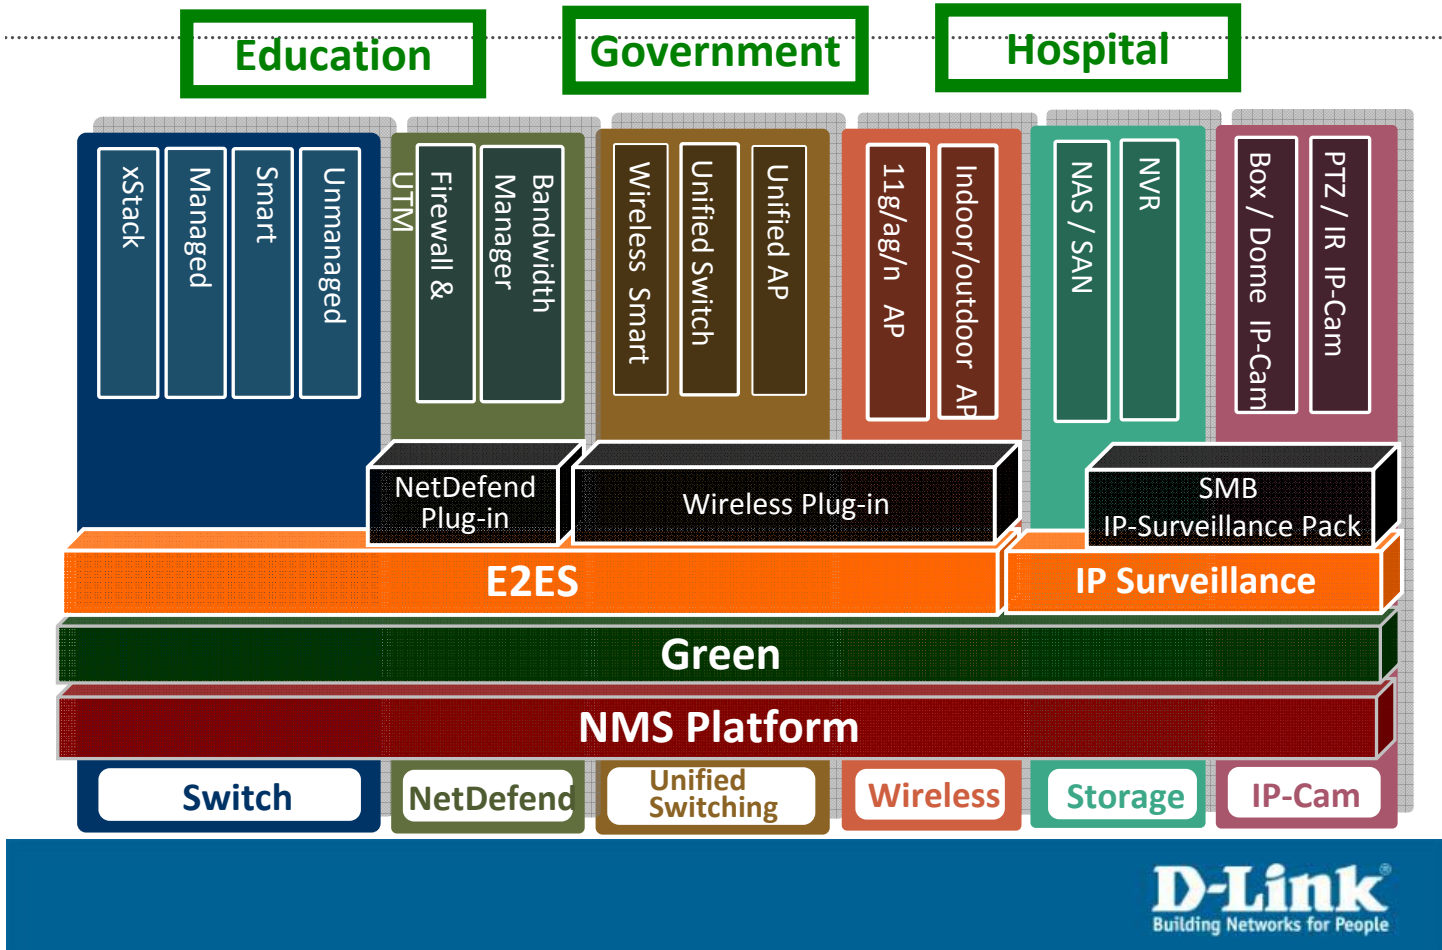 Education
Government
Hospital
xStack
Managed
Smart
Unmanaged
Firewall &
UTM
Bandwidth
Manager
Wireless Smart
Unified Switch
Unified AP
11g/ag/n AP
Indoor/outdoor AP
NAS / SAN
NVR
Box / Dome IP-Cam
PTZ / IR IP-Cam
NetDefend
Plug-in
Wireless Plug-in
SMB
IP-Surveillance Pack
E2ES
IP Surveillance
Green
NMS Platform
Switch
NetDefend
Unified
Switching
Wireless
Storage
IP-Cam
D-Link®
Building Networks for People